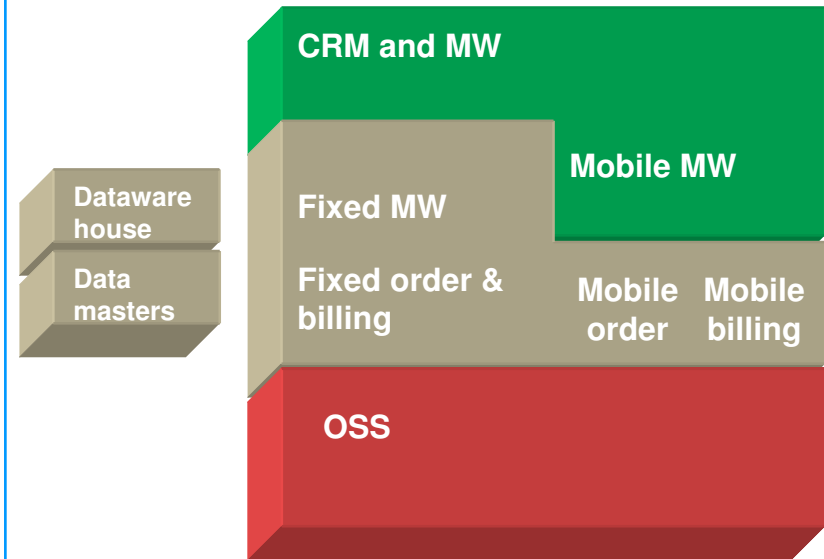 CRM and MW
Mobile MW
Dataware
house
Fixed MW
Data
masters
Fixed order &
billing
Mobile
order
Mobile
billing
OSS